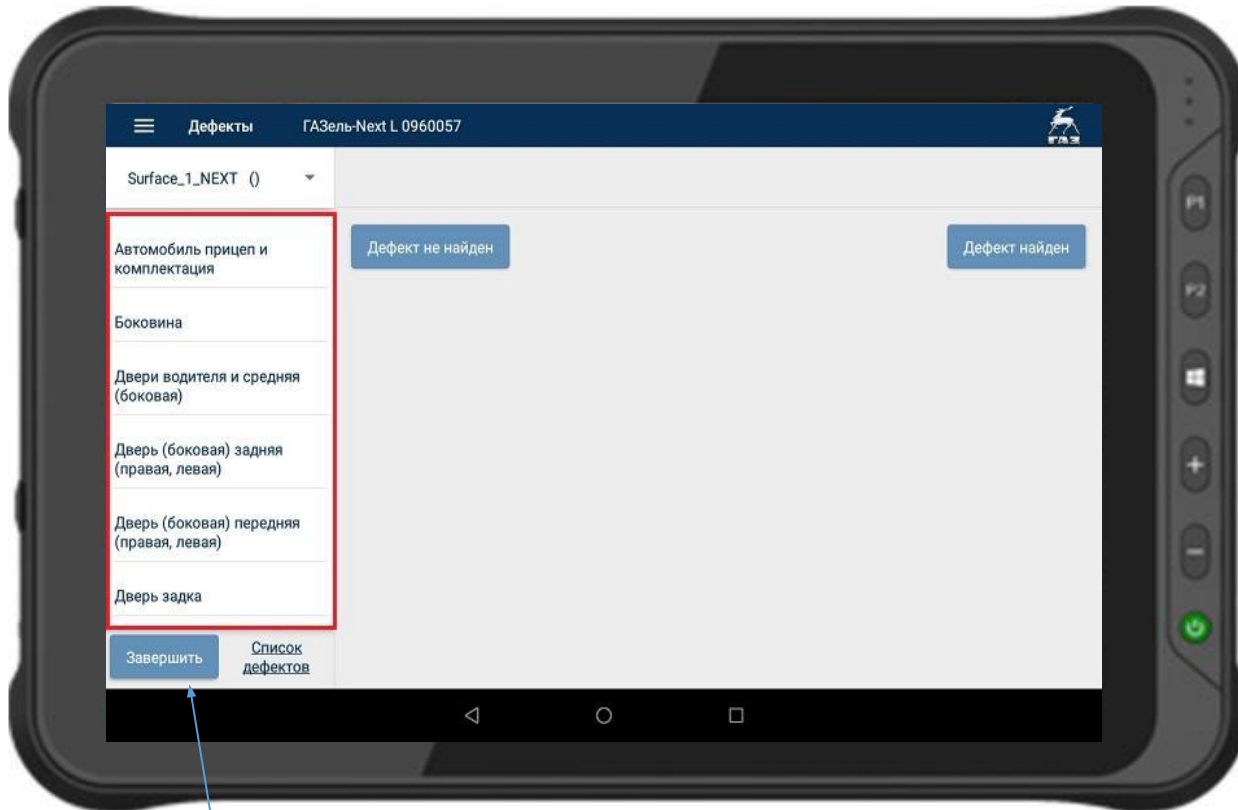 Дефекты ГАЗель-Next L 0960057
ГАЗ
Surface_1_NEXT ()
Автомобиль прицеп и
комплектация
Боковина
Двери водителя и средняя
(боковая)
Дверь (боковая) задняя
(правая, левая)
Дверь (боковая) передняя
(правая, левая)
Дверь задка
Завершить
Список
дефектов
Дефект не найден
Дефект найден
P1
P2
+
-